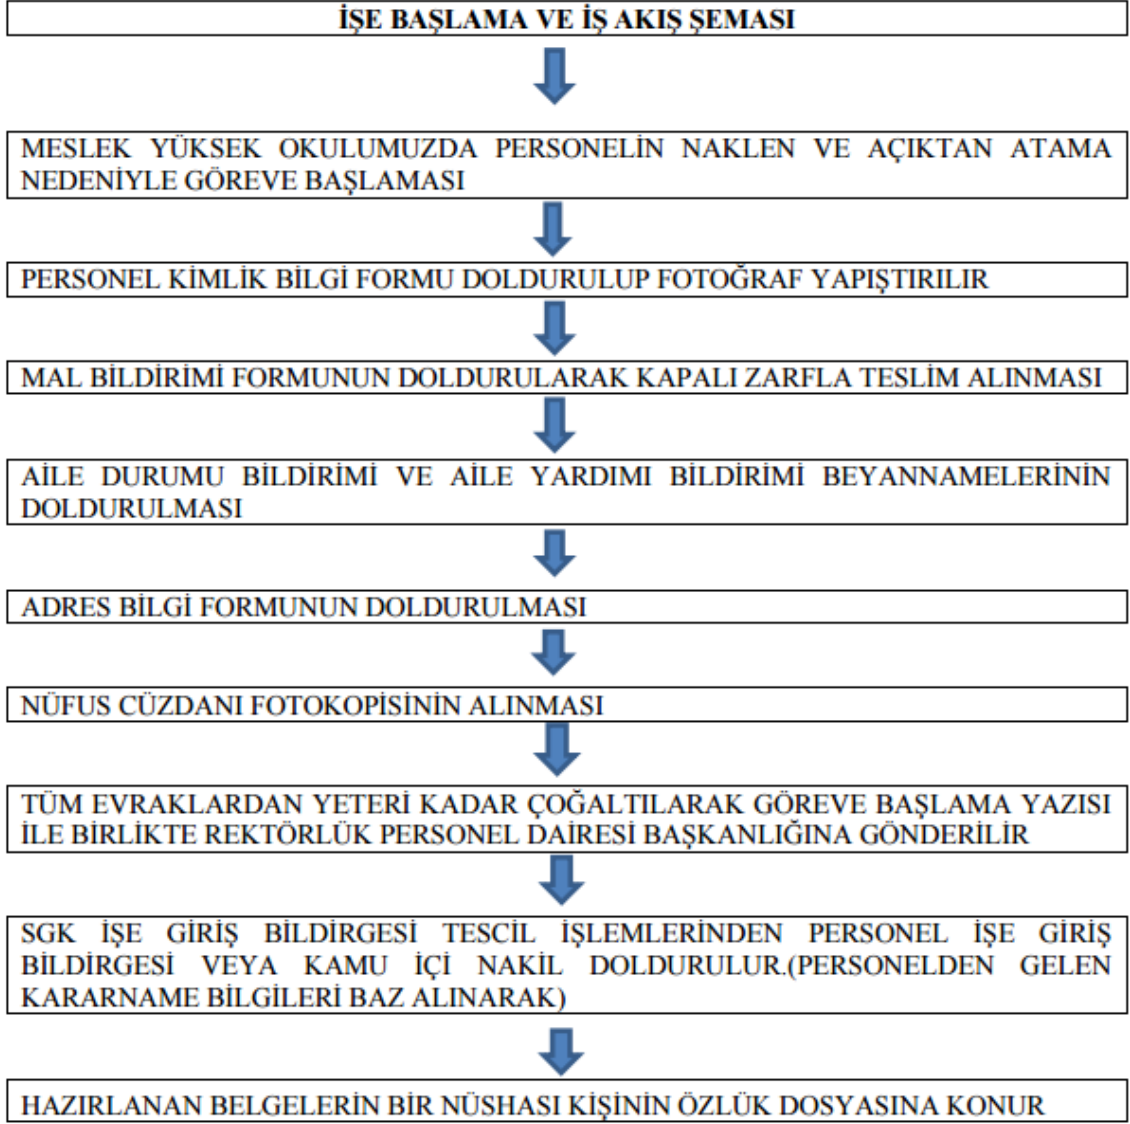 İŞE BAŞLAMA VE İŞ AKIŞ ŞEMASI
MESLEK YÜKSEK OKULUMUZDA PERSONELİN NAKLEN VE AÇIKTAN ATAMA
NEDENİYLE GÖREVE BAŞLAMASI
PERSONEL KİMLİK BİLGİ FORMU DOLDURULUP FOTOĞRAF YAPIŞTIRILIR
MAL BİLDİRİMİ FORMUNUN DOLDURULARAK KAPALI ZARFLA TESLİM ALINMASI
AİLE DURUMU BİLDİRİMİ VE AİLE YARDIMI BİLDİRİMİ BEYANNAMELERİNİN
DOLDURULMASI
ADRES BİLGİ FORMUNUN DOLDURULMASI
NÜFUS CÜZDANI FOTOKOPİSİNİN ALINMASI
TÜM EVRAKLARDAN YETERİ KADAR ÇOĞALTILARAK GÖREVE BAŞLAMA YAZISI
İLE BİRLİKTE REKTÖRLÜK PERSONEL DAİRESİ BAŞKANLIĞINA GÖNDERİLİR
SGK İŞE GİRİŞ BİLDİRGESİ TESCİL İŞLEMLERİNDEN PERSONEL İŞE GİRİŞ
BİLDİRGESİ VEYA KAMU İÇİ NAKİL DOLDURULUR.(PERSONELDEN GELEN
KARARNAME BİLGİLERİ BAZ ALINARAK)
HAZIRLANAN BELGELERİN BİR NÜSHASI KİŞİNİN ÖZLÜK DOSYASINA KONUR